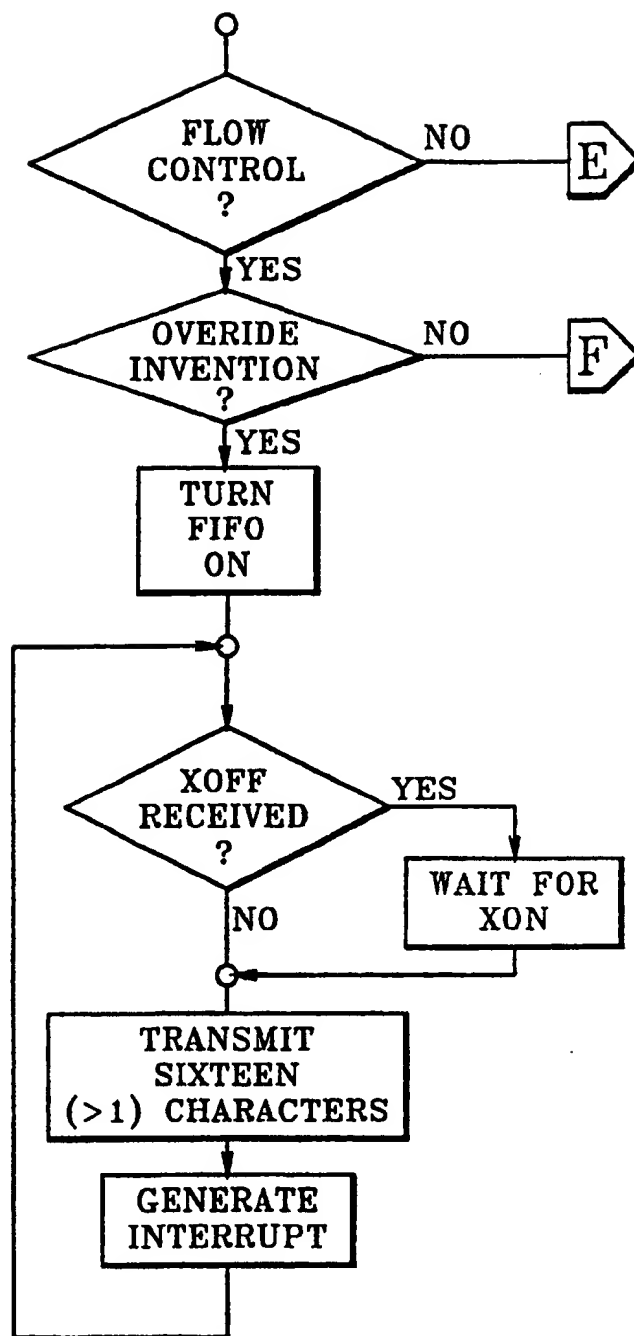 FLOW
CONTROL
?
NO
E
YES
OVERIDE
INVENTION
?
NO
F
YES
TURN
FIFO
ON
XOFF
RECEIVED
?
YES
WAIT FOR
XON
NO
TRANSMIT
SIXTEEN
(>1) CHARACTERS
GENERATE
INTERRUPT